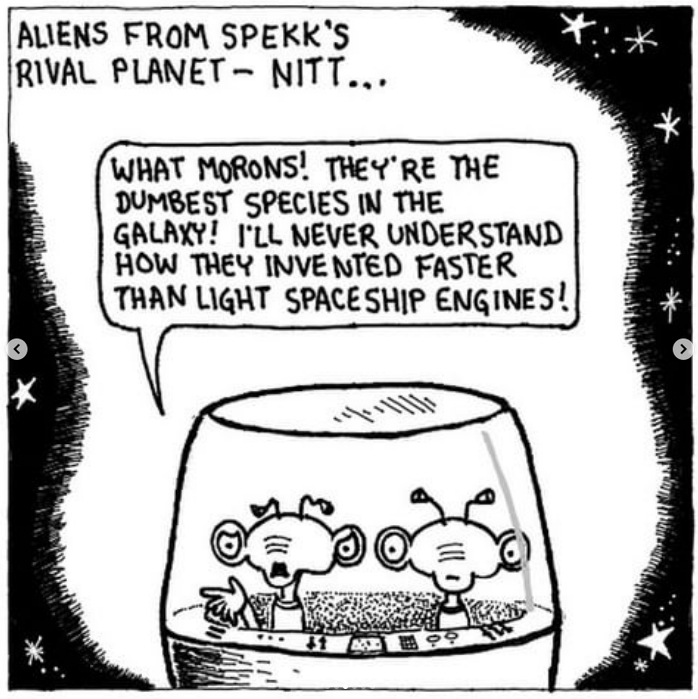 ALIENS FROM SPEKK'S
RIVAL PLANET – NITT...
WHAT MORONS! THEY'RE THE
DUMBEST SPECIES IN THE
GALAXY! I'LL NEVER UNDERSTAND
HOW THEY INVENTED FASTER
THAN LIGHT SPACESHIP ENGINES!